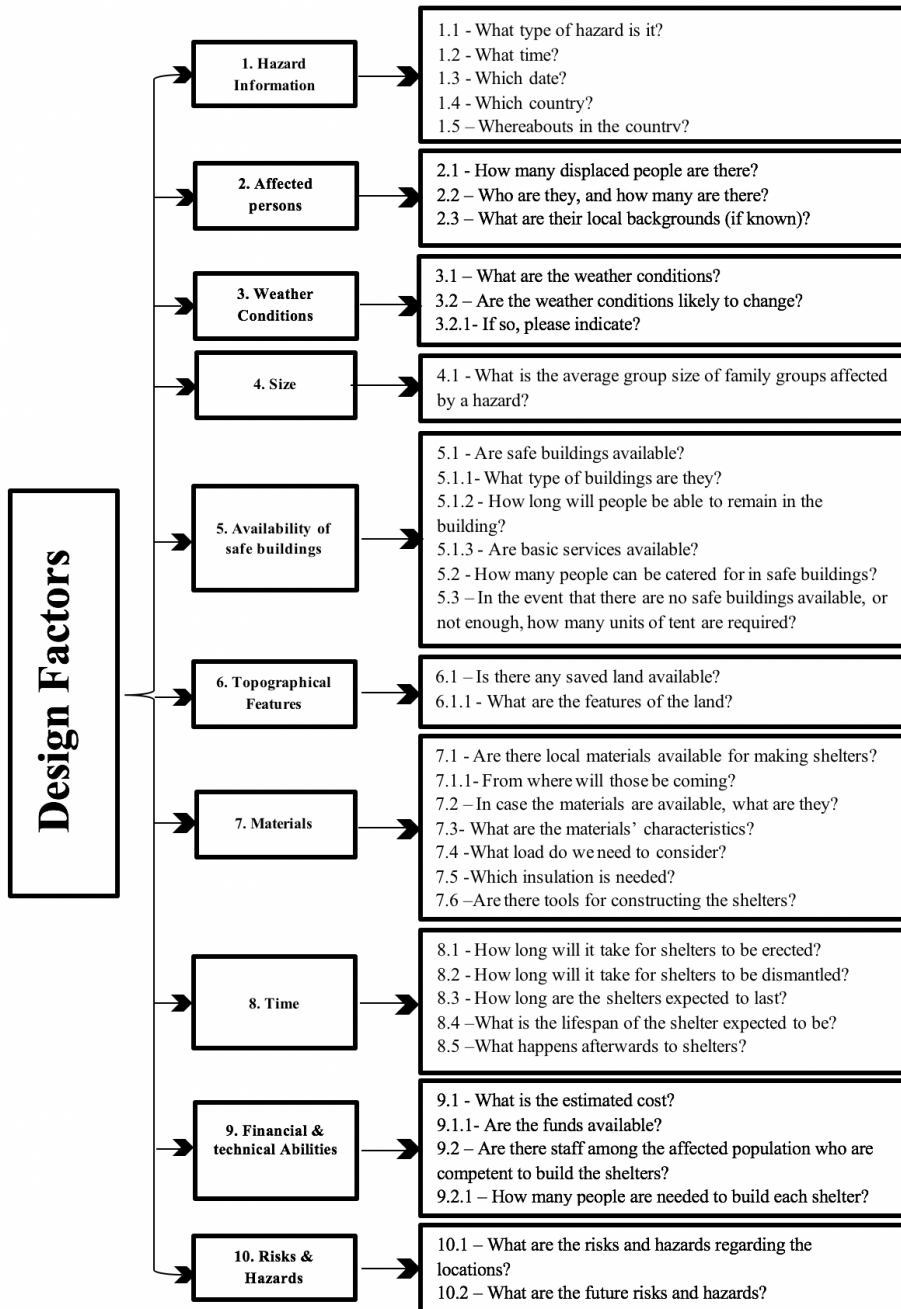 Design Factors
1. Hazard
Information
1.1 - What type of hazard is it?
1.2 - What time?
1.3 - Which date?
1.4 - Which country?
1.5 – Whereabouts in the country?
2. Affected
persons
2.1 - How many displaced people are there?
2.2 – Who are they, and how many are there?
2.3 – What are their local backgrounds (if known)?
3. Weather
Conditions
3.1 – What are the weather conditions?
3.2 – Are the weather conditions likely to change?
3.2.1- If so, please indicate?
4. Size
4.1 - What is the average group size of family groups affected
by a hazard?
5. Availability of
safe buildings
5.1 - Are safe buildings available?
5.1.1- What type of buildings are they?
5.1.2 - How long will people be able to remain in the
building?
5.1.3 - Are basic services available?
5.2 - How many people can be catered for in safe buildings?
5.3 – In the event that there are no safe buildings available, or
not enough, how many units of tent are required?
6. Topographical
Features
6.1 – Is there any saved land available?
6.1.1 - What are the features of the land?
7. Materials
7.1 - Are there local materials available for making shelters?
7.1.1- From where will those be coming?
7.2 – In case the materials are available, what are they?
7.3- What are the materials’ characteristics?
7.4 -What load do we need to consider?
7.5 -Which insulation is needed?
7.6 –Are there tools for constructing the shelters?
8. Time
8.1 - How long will it take for shelters to be erected?
8.2 - How long will it take for shelters to be dismantled?
8.3 - How long are the shelters expected to last?
8.4 –What is the lifespan of the shelter expected to be?
8.5 –What happens afterwards to shelters?
9. Financial &
technical Abilities
9.1 - What is the estimated cost?
9.1.1- Are the funds available?
9.2 – Are there staff among the affected population who are
competent to build the shelters?
9.2.1 – How many people are needed to build each shelter?
10. Risks &
Hazards
10.1 – What are the risks and hazards regarding the
locations?
10.2 – What are the future risks and hazards?